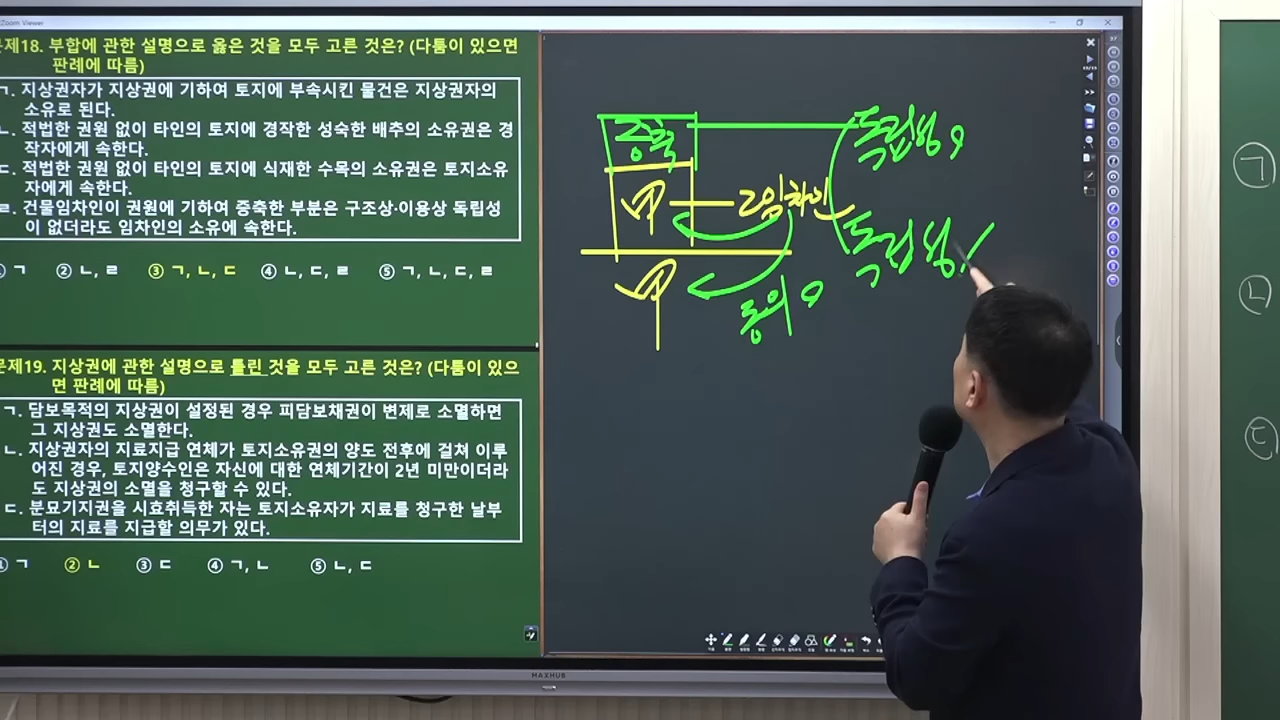 Zoom Viewer
문제18. 부합에 관한 설명으로 옳은 것을 모두 고른 것은? (다툼이 있으면
판례에 따름)
ㄱ. 지상권자가 지상권에 기하여 토지에 부속시킨 물건은 지상권자의
소유로 된다.
ㄴ. 적법한 권원 없이 타인의 토지에 경작한 성숙한 배추의 소유권은 경
작자에게 속한다.
ㄷ. 적법한 권원 없이 타인의 토지에 식재한 수목의 소유권은 토지소유
자에게 속한다.
ㄹ. 건물임차인이 권원에 기하여 증축한 부분은 구조상·이용상 독립성
이 없더라도 임차인의 소유에 속한다.
① ㄱ ② ㄴ, ㄹ ③ ㄱ, ㄴ, ㄷ ④ ㄴ, ㄷ, ㄹ ⑤ ㄱ, ㄴ, ㄷ, ㄹ
문제19. 지상권에 관한 설명으로 틀린 것을 모두 고른 것은? (다툼이 있으
면 판례에 따름)
ㄱ. 담보목적의 지상권이 설정된 경우 피담보채권이 변제로 소멸하면
그 지상권도 소멸한다.
ㄴ. 지상권자의 지료지급 연체가 토지소유권의 양도 전후에 걸쳐 이루
어진 경우, 토지양수인은 자신에 대한 연체기간이 2년 미만이더라
도 지상권의 소멸을 청구할 수 있다.
ㄷ. 분묘기지권을 시효취득한 자는 토지소유자가 지료를 청구한 날부
터의 지료를 지급할 의무가 있다.
① ㄱ ② ㄴ ③ ㄷ ④ ㄱ, ㄴ ⑤ ㄴ, ㄷ
증축
독립성 o
甲
乙임차인
독립성
甲
동의 o
MAXHUB
ㄱ
ㄴ
ㄷ